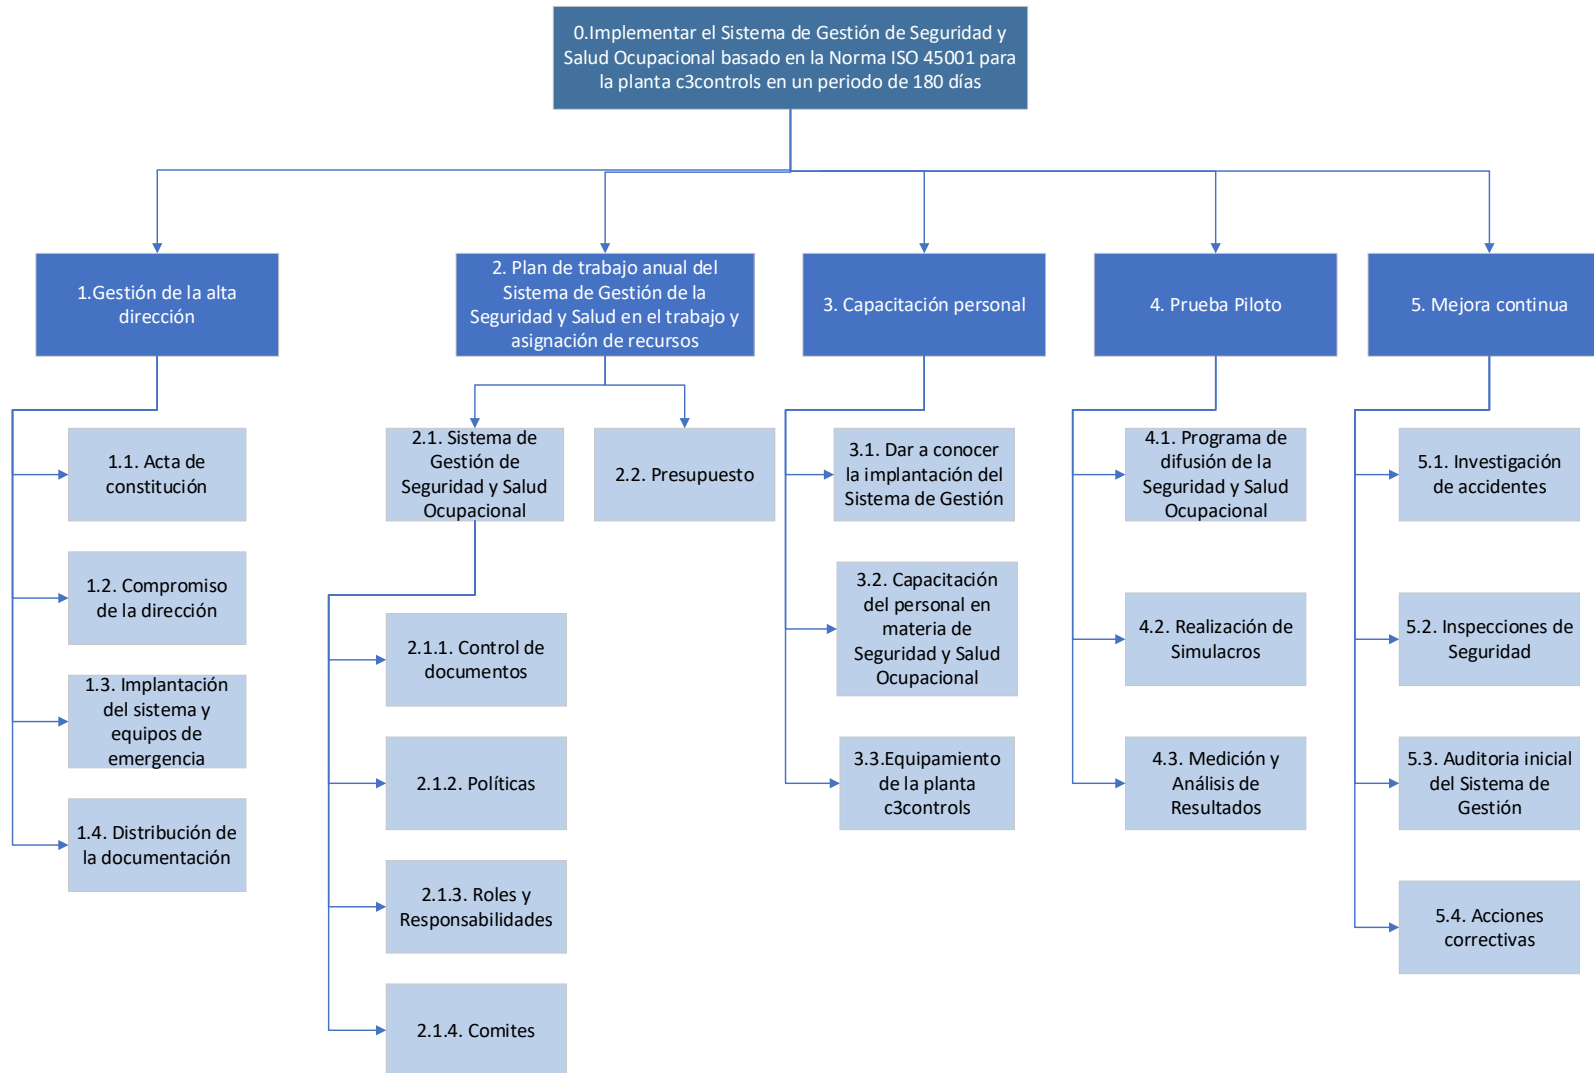 0.Implementar el Sistema de Gestión de Seguridad y
Salud Ocupacional basado en la Norma ISO 45001 para
la planta c3controls en un periodo de 180 días
1.Gestión de la alta
dirección
2. Plan de trabajo anual del
Sistema de Gestión de la
Seguridad y Salud en el trabajo y
asignación de recursos
3. Capacitación personal
4. Prueba Piloto
5. Mejora continua
1.1. Acta de
constitución
1.2. Compromiso
de la dirección
1.3. Implantación
del sistema y
equipos de
emergencia
1.4. Distribución de
la documentación
2.1. Sistema de
Gestión de
Seguridad y Salud
Ocupacional
2.2. Presupuesto
2.1.1. Control de
documentos
2.1.2. Políticas
2.1.3. Roles y
Responsabilidades
2.1.4. Comites
3.1. Dar a conocer
la implantación del
Sistema de Gestión
3.2. Capacitación
del personal en
materia de
Seguridad y Salud
Ocupacional
3.3.Equipamiento
de la planta
c3controls
4.1. Programa de
difusión de la
Seguridad y Salud
Ocupacional
4.2. Realización de
Simulacros
4.3. Medición y
Análisis de
Resultados
5.1. Investigación
de accidentes
5.2. Inspecciones de
Seguridad
5.3. Auditoria inicial
del Sistema de
Gestión
5.4. Acciones
correctivas